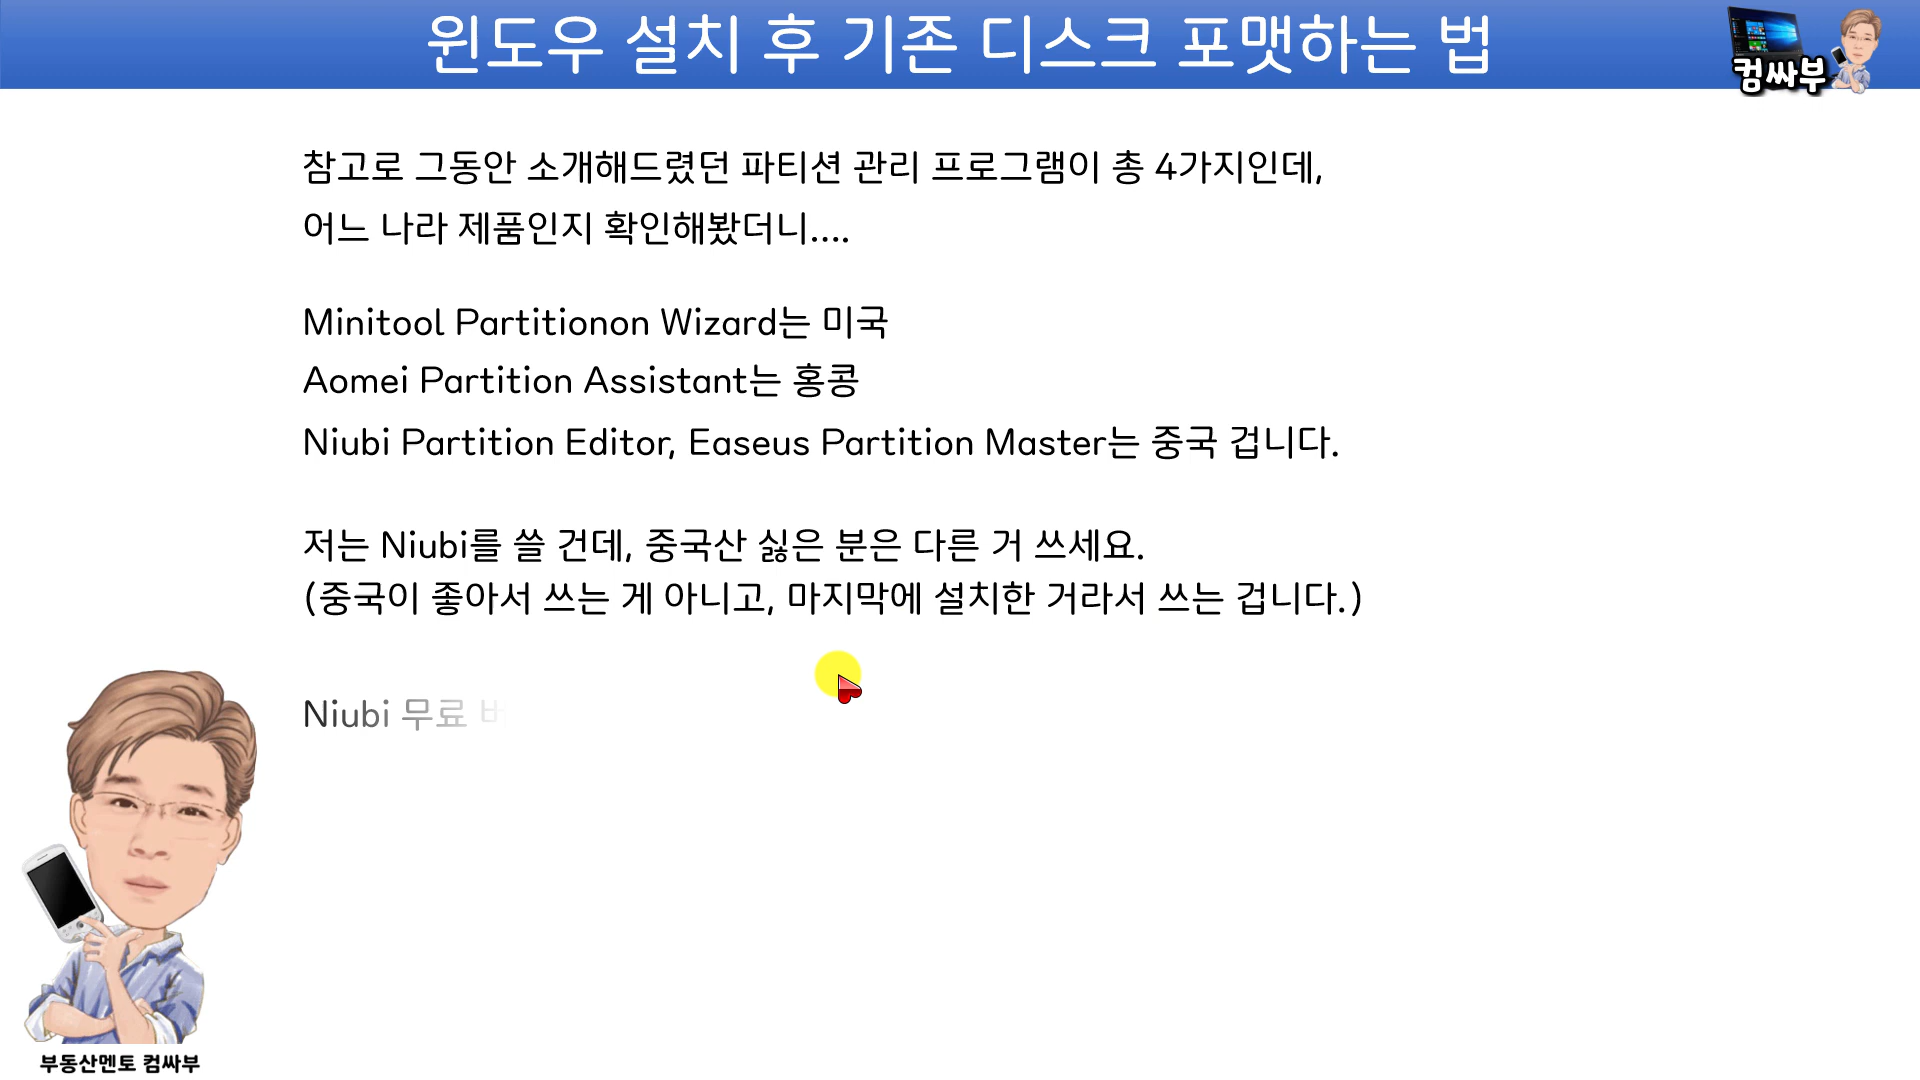 윈도우 설치 후 기존 디스크 포맷하는 법
컴싸부
참고로 그동안 소개해드렸던 파티션 관리 프로그램이 총 4가지인데,
어느 나라 제품인지 확인해봤더니....
Minitool Partitionon Wizard는 미국
Aomei Partition Assistant는 홍콩
Niubi Partition Editor, Easeus Partition Master는 중국 겁니다.
저는 Niubi를 쓸 건데, 중국산 싫은 분은 다른 거 쓰세요.
(중국이 좋아서 쓰는 게 아니고, 마지막에 설치한 거라서 쓰는 겁니다.)
Niubi 무료
부동산멘토 컴싸부